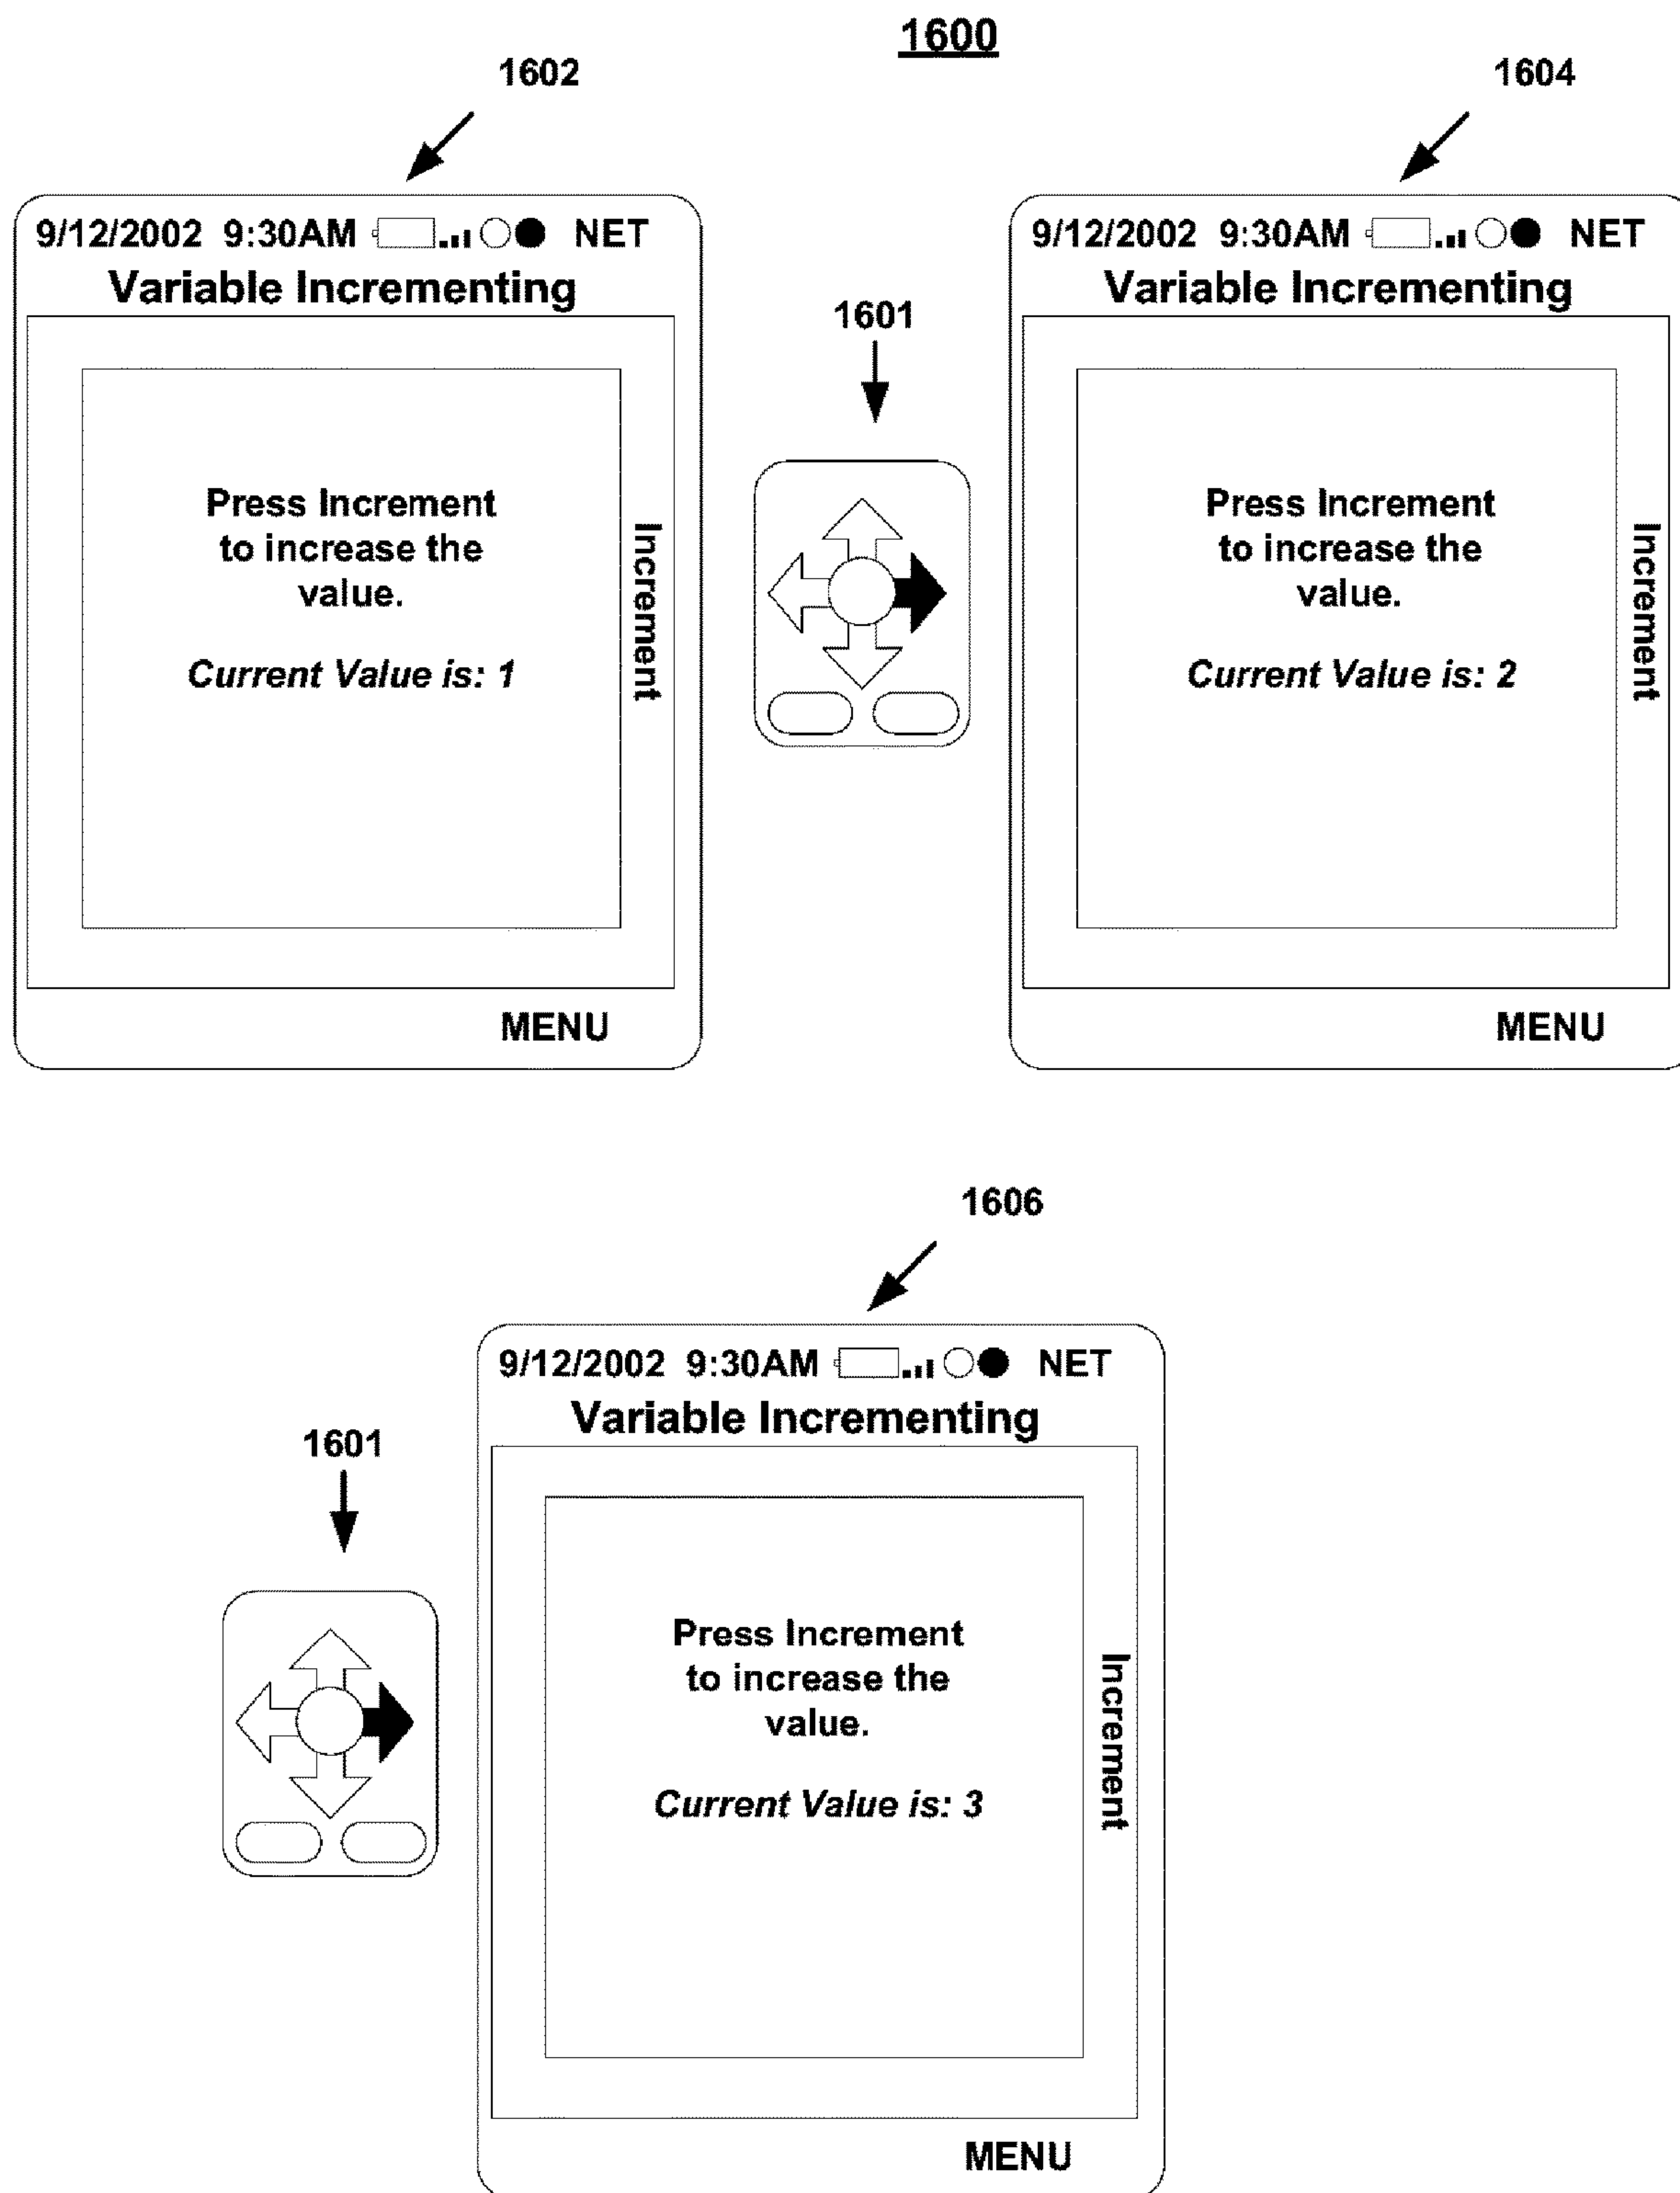 1600
1602
9/12/2002 9:30AM NET
Variable Incrementing
Press Increment
to increase the
value.
Current Value is: 1
Increment
MENU
1601
1604
9/12/2002 9:30AM NET
Variable Incrementing
Press Increment
to increase the
value.
Current Value is: 2
Increment
MENU
1601
1606
9/12/2002 9:30AM NET
Variable Incrementing
Press Increment
to increase the
value.
Current Value is: 3
Increment
MENU